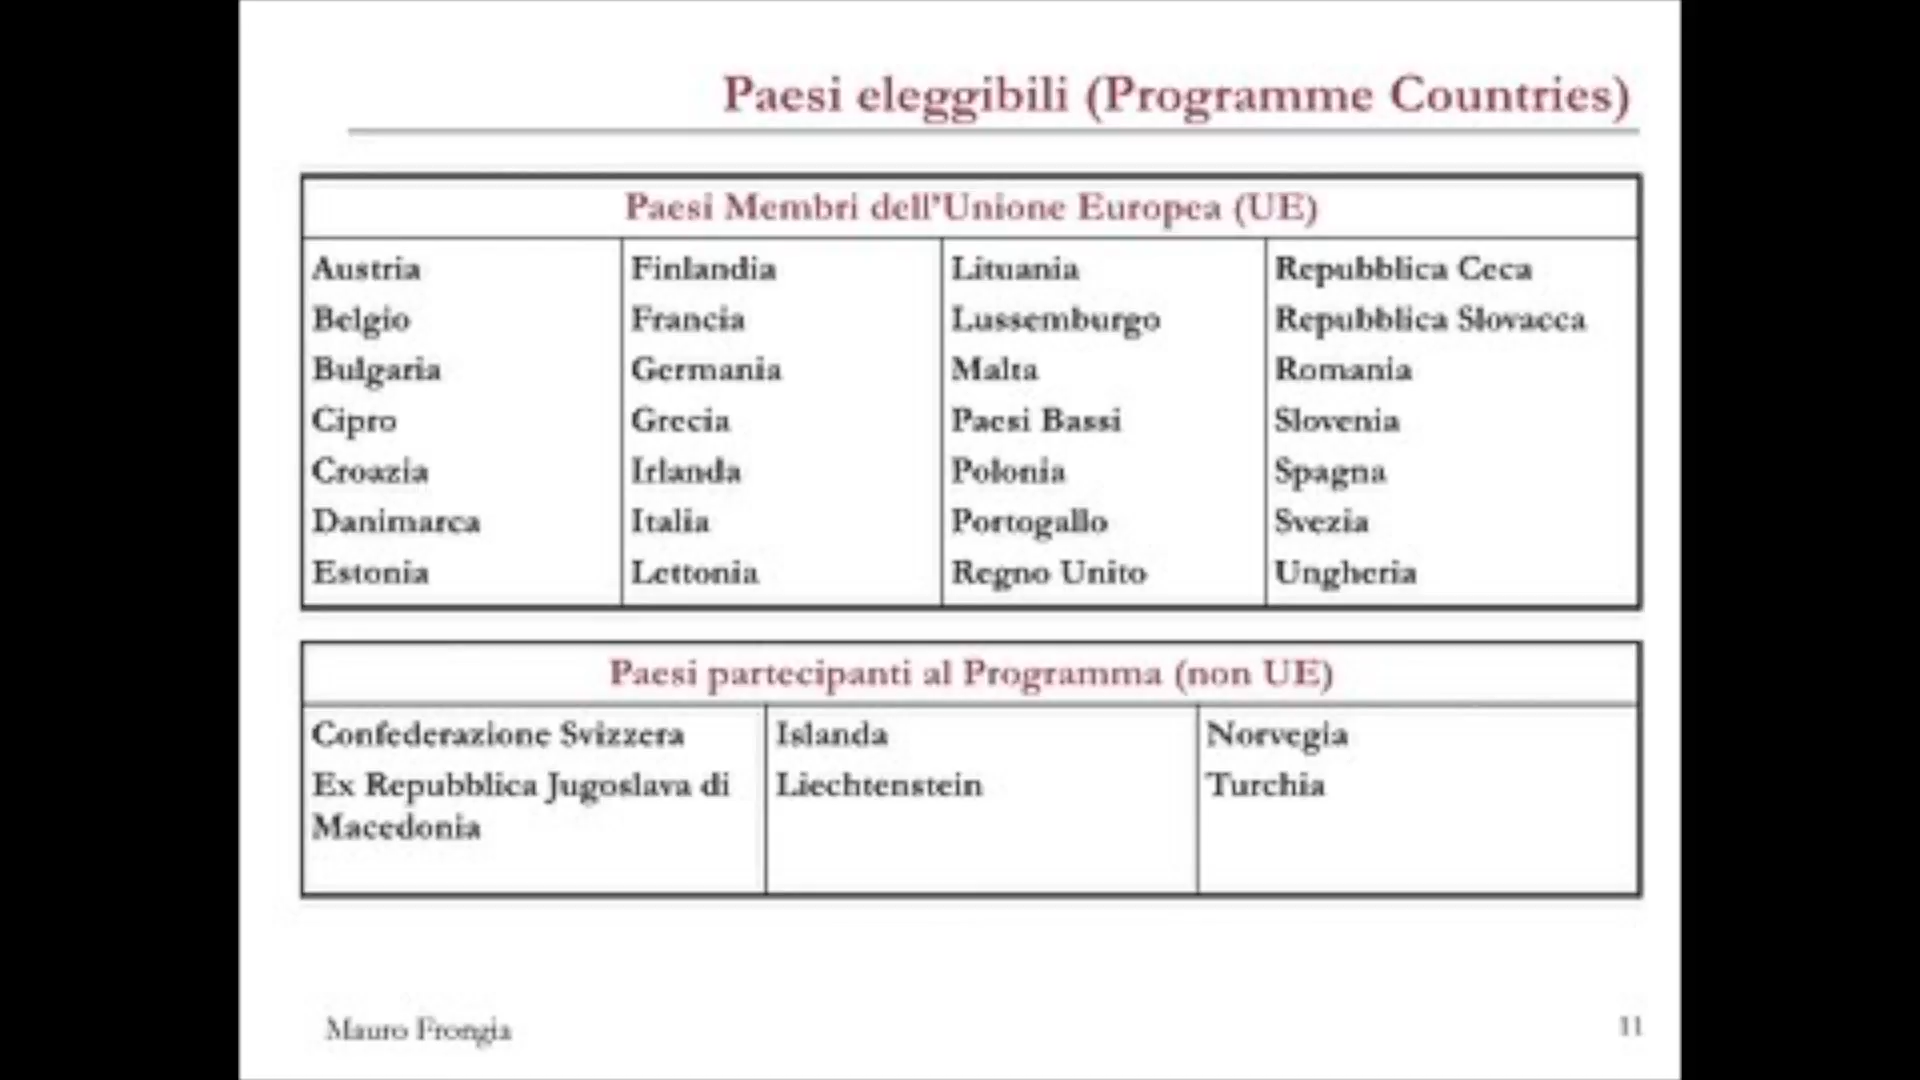 Paesi eleggibili (Programme Countries)
Paesi Membri dell'Unione Europea (UE)
Austria
Belgio
Bulgaria
Cipro
Croazia
Danimarca
Estonia
Finlandia
Francia
Germania
Grecia
Irlanda
Italia
Lettonia
Lituania
Lussemburgo
Malta
Paesi Bassi
Polonia
Portogallo
Regno Unito
Repubblica Ceca
Repubblica Slovacca
Romania
Slovenia
Spagna
Svezia
Ungheria
Paesi partecipanti al Programma (non UE)
Confederazione Svizzera
Ex Repubblica Jugoslava di
Macedonia
Islanda
Liechtenstein
Norvegia
Turchia
Mauro Frongia
11